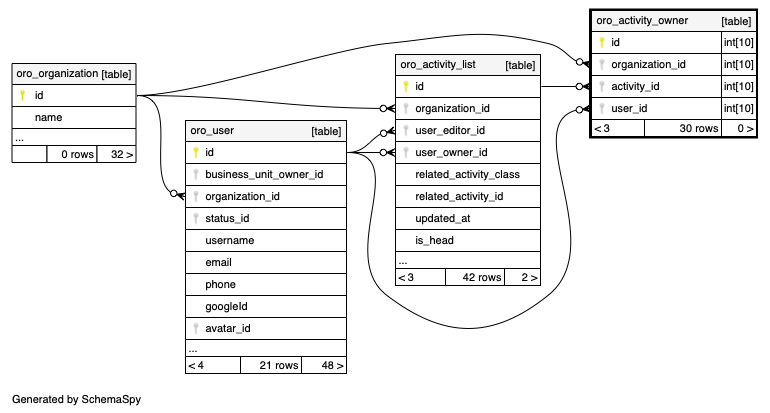 oro_organization [table]
id
name
...
0 rows 32 >
oro_user [table]
id
business_unit_owner_id
organization_id
status_id
username
email
phone
googleId
avatar_id
...
< 4 21 rows 48 >
oro_activity_list [table]
id
organization_id
user_editor_id
user_owner_id
related_activity_class
related_activity_id
updated_at
is_head
...
< 3 42 rows 2 >
oro_activity_owner [table]
id int[10]
organization_id int[10]
activity_id int[10]
user_id int[10]
< 3 30 rows 0 >
Generated by SchemaSpy